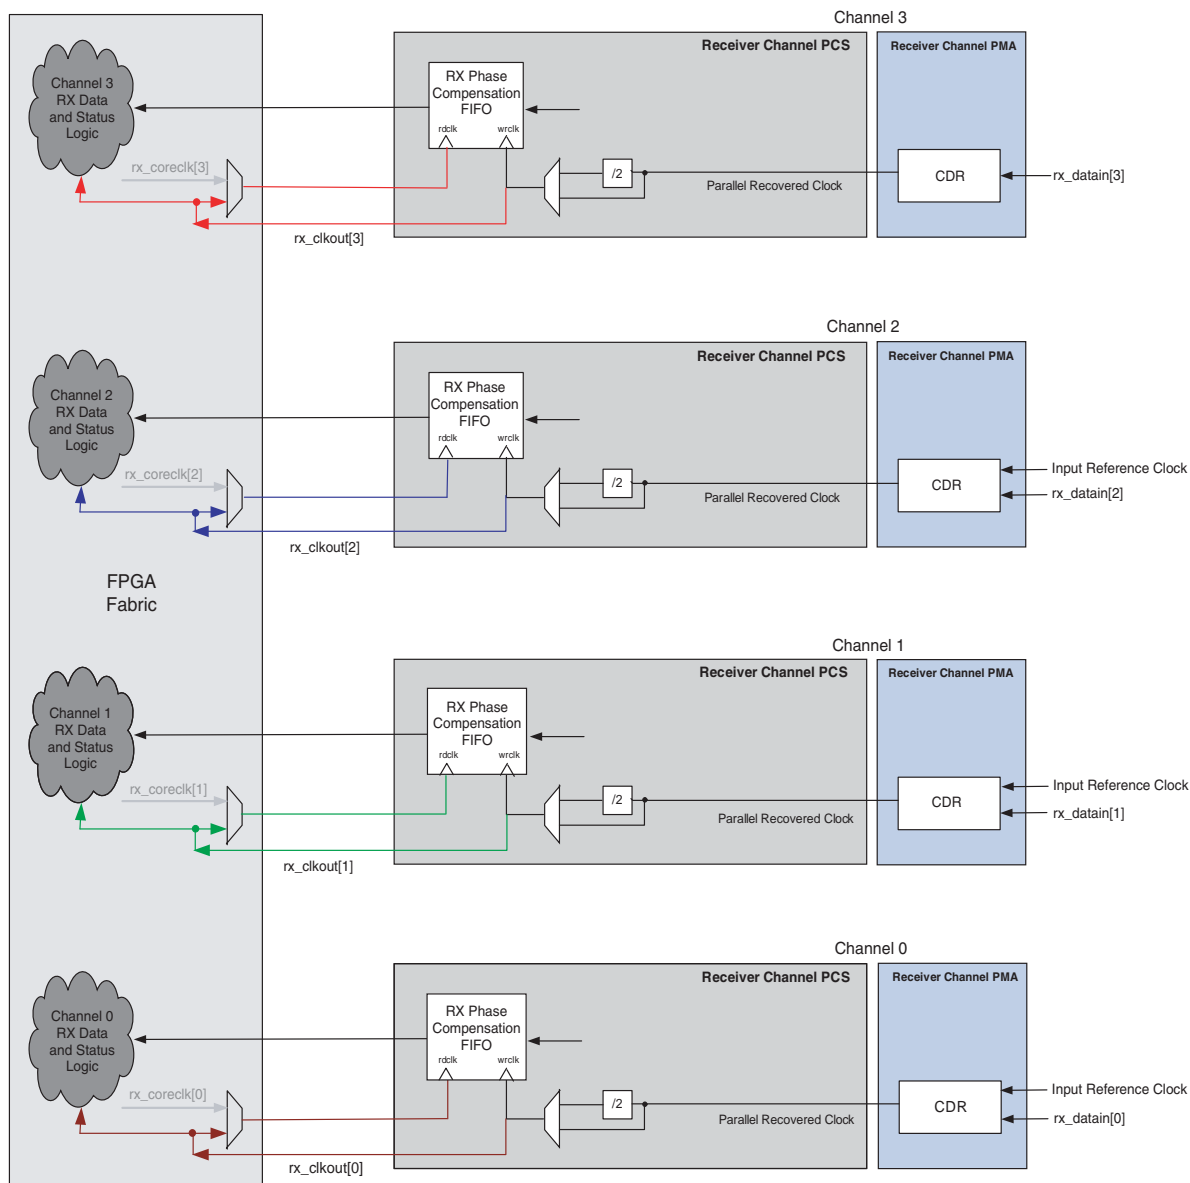 Channel 3
Receiver Channel PCS
Receiver Channel PMA
Channel 3
RX Data
and Status
Logic
RX Phase
Compensation
FIFO
rdclk
wrclk
rx_coreclk[3]
/2
Parallel Recovered Clock
CDR
rx_datain[3]
rx_clkout[3]
Channel 2
Receiver Channel PCS
Receiver Channel PMA
Channel 2
RX Data
and Status
Logic
RX Phase
Compensation
FIFO
rdclk
wrclk
rx_coreclk[2]
/2
Parallel Recovered Clock
CDR
Input Reference Clock
rx_datain[2]
rx_clkout[2]
FPGA
Fabric
Channel 1
Receiver Channel PCS
Receiver Channel PMA
Channel 1
RX Data
and Status
Logic
RX Phase
Compensation
FIFO
rdclk
wrclk
rx_coreclk[1]
/2
Parallel Recovered Clock
CDR
Input Reference Clock
rx_datain[1]
rx_clkout[1]
Channel 0
Receiver Channel PCS
Receiver Channel PMA
Channel 0
RX Data
and Status
Logic
RX Phase
Compensation
FIFO
rdclk
wrclk
rx_coreclk[0]
/2
Parallel Recovered Clock
CDR
Input Reference Clock
rx_datain[0]
rx_clkout[0]